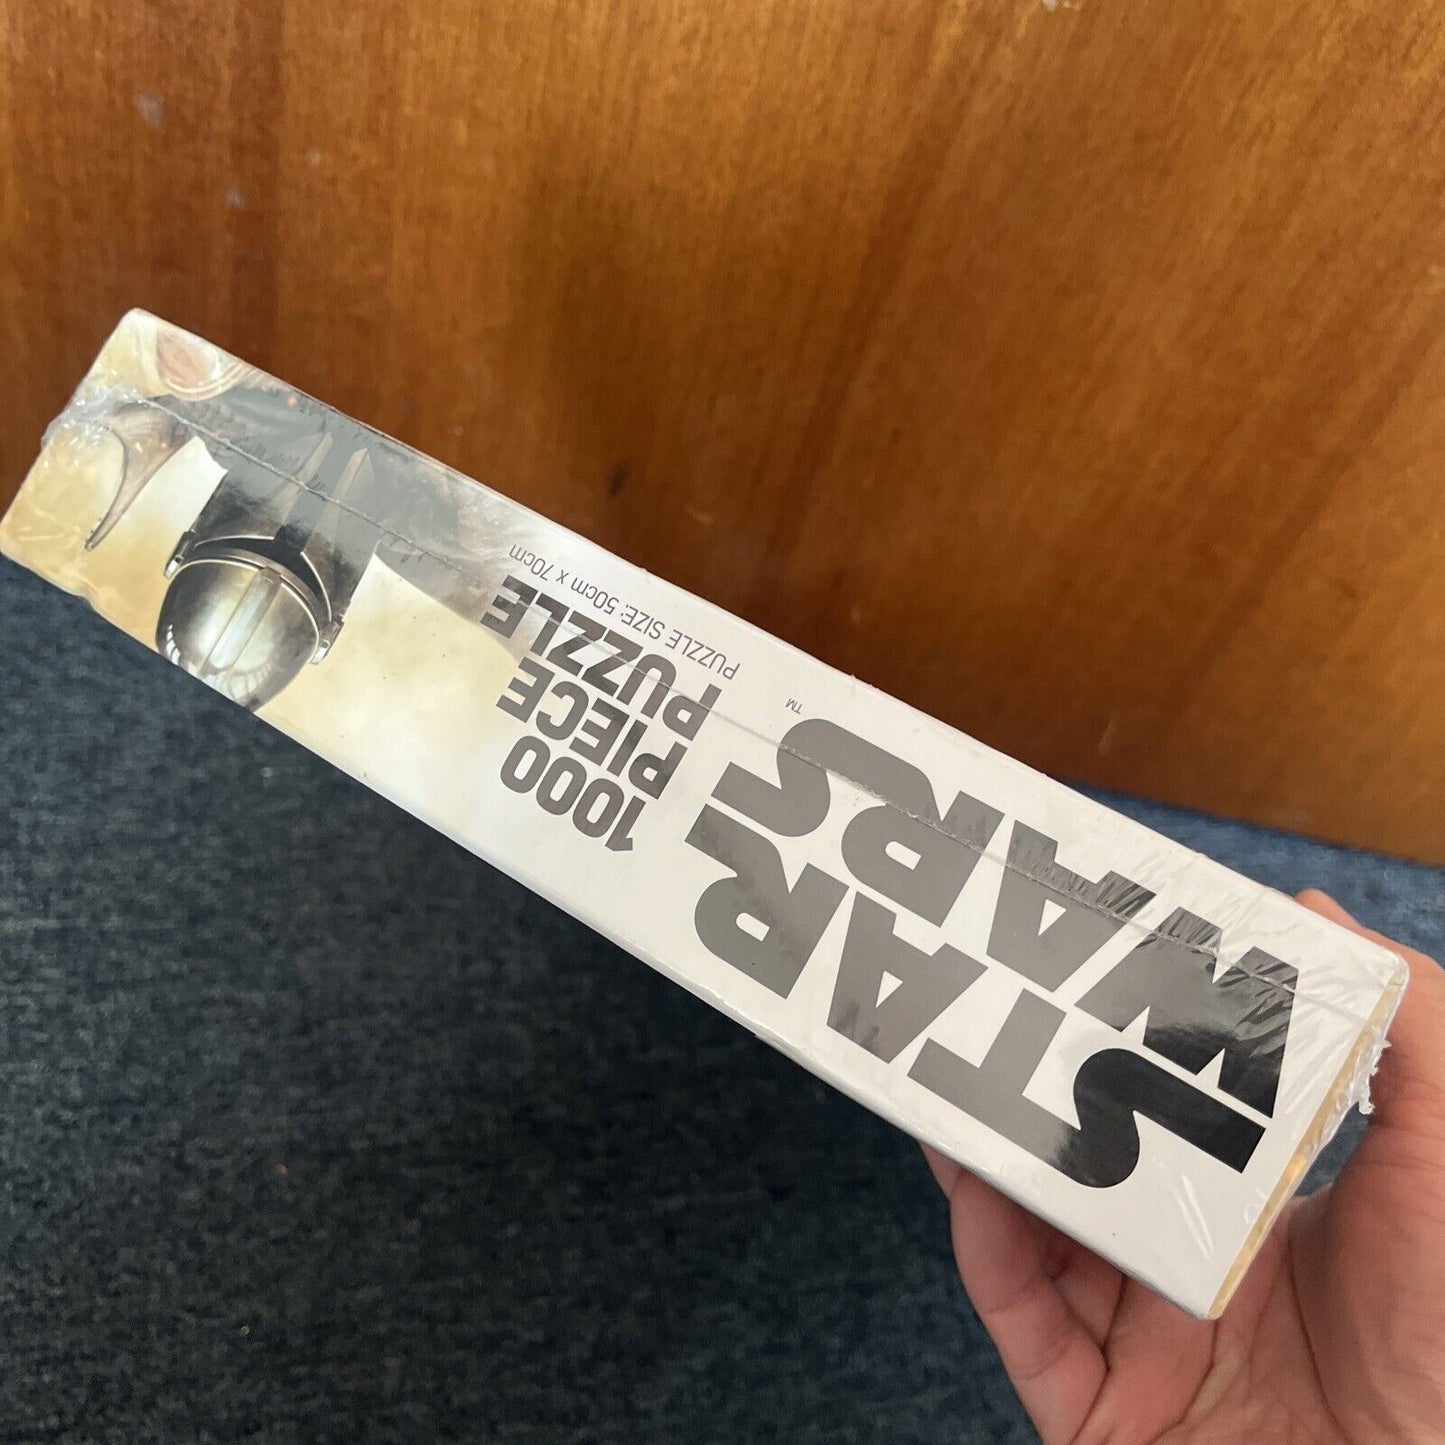 STAR
WARS
™
1000
PIECE
PUZZLE
PUZZLE SIZE: 50cm x 70cm